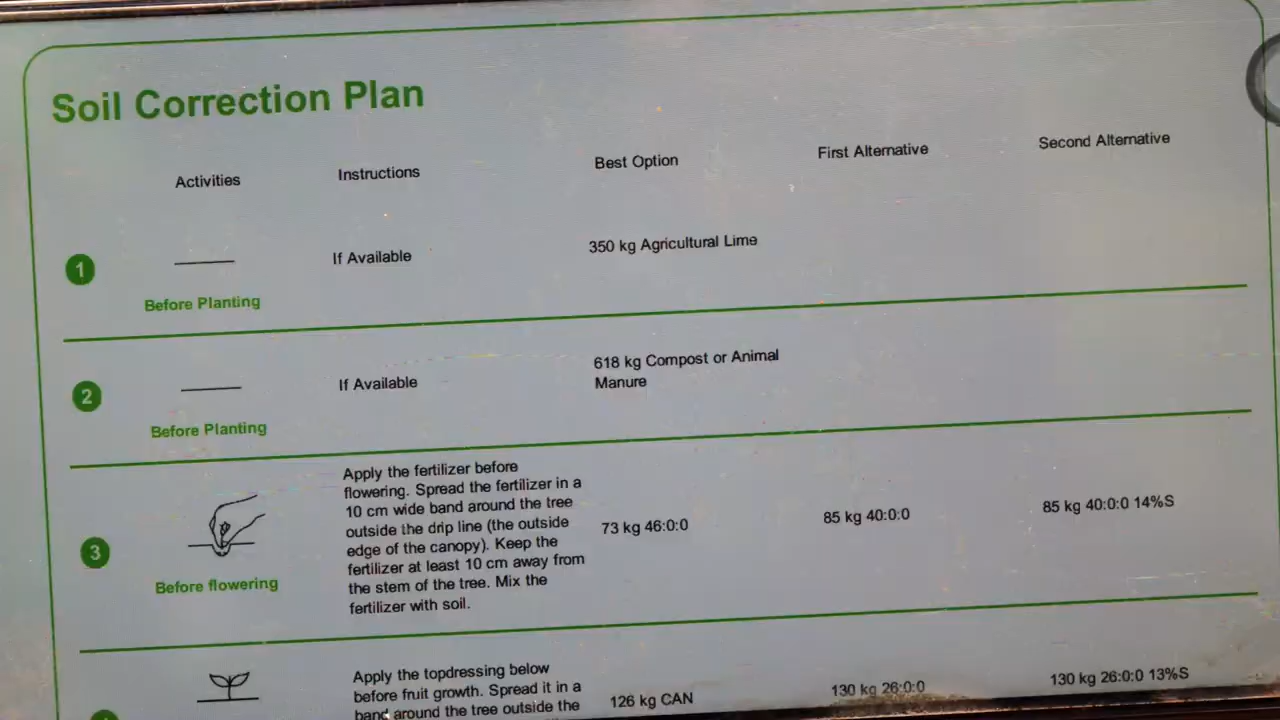 Soil Correction Plan
Activities Instructions Best Option First Alternative Second Alternative
1 If Available 350 kg Agricultural Lime
Before Planting
2 If Available 618 kg Compost or Animal
Manure
Before Planting
3 Apply the fertilizer before
flowering. Spread the fertilizer in a
10 cm wide band around the tree
outside the drip line (the outside
edge of the canopy). Keep the
fertilizer at least 10 cm away from
the stem of the tree. Mix the
fertilizer with soil.
73 kg 46:0:0 85 kg 40:0:0 85 kg 40:0:0 14%S
Before flowering
Apply the topdressing below
before fruit growth. Spread it in a
band around the tree outside the
126 kg CAN 130 kg 26:0:0 130 kg 26:0:0 13%S